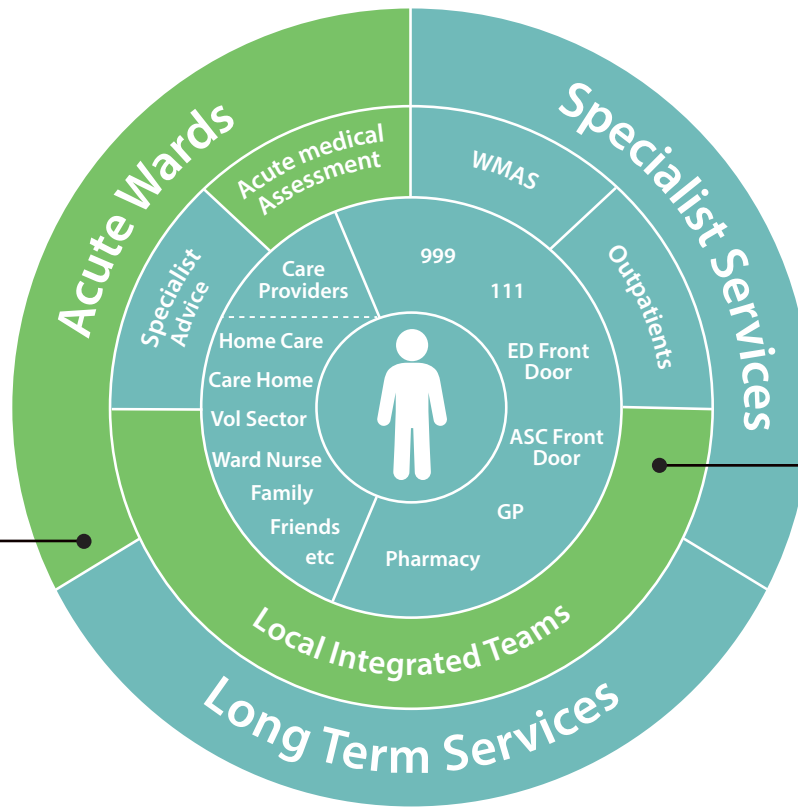 Acute Wards
Specialist Services
Acute medical
Assessment
WMAS
Specialist
Advice
Outpatients
Care
Providers
999
111
Home Care
ED Front
Door
Care Home
Vol Sector
ASC Front
Door
Ward Nurse
Family
GP
Friends
etc
Pharmacy
Local Integrated Teams
Long Term Services